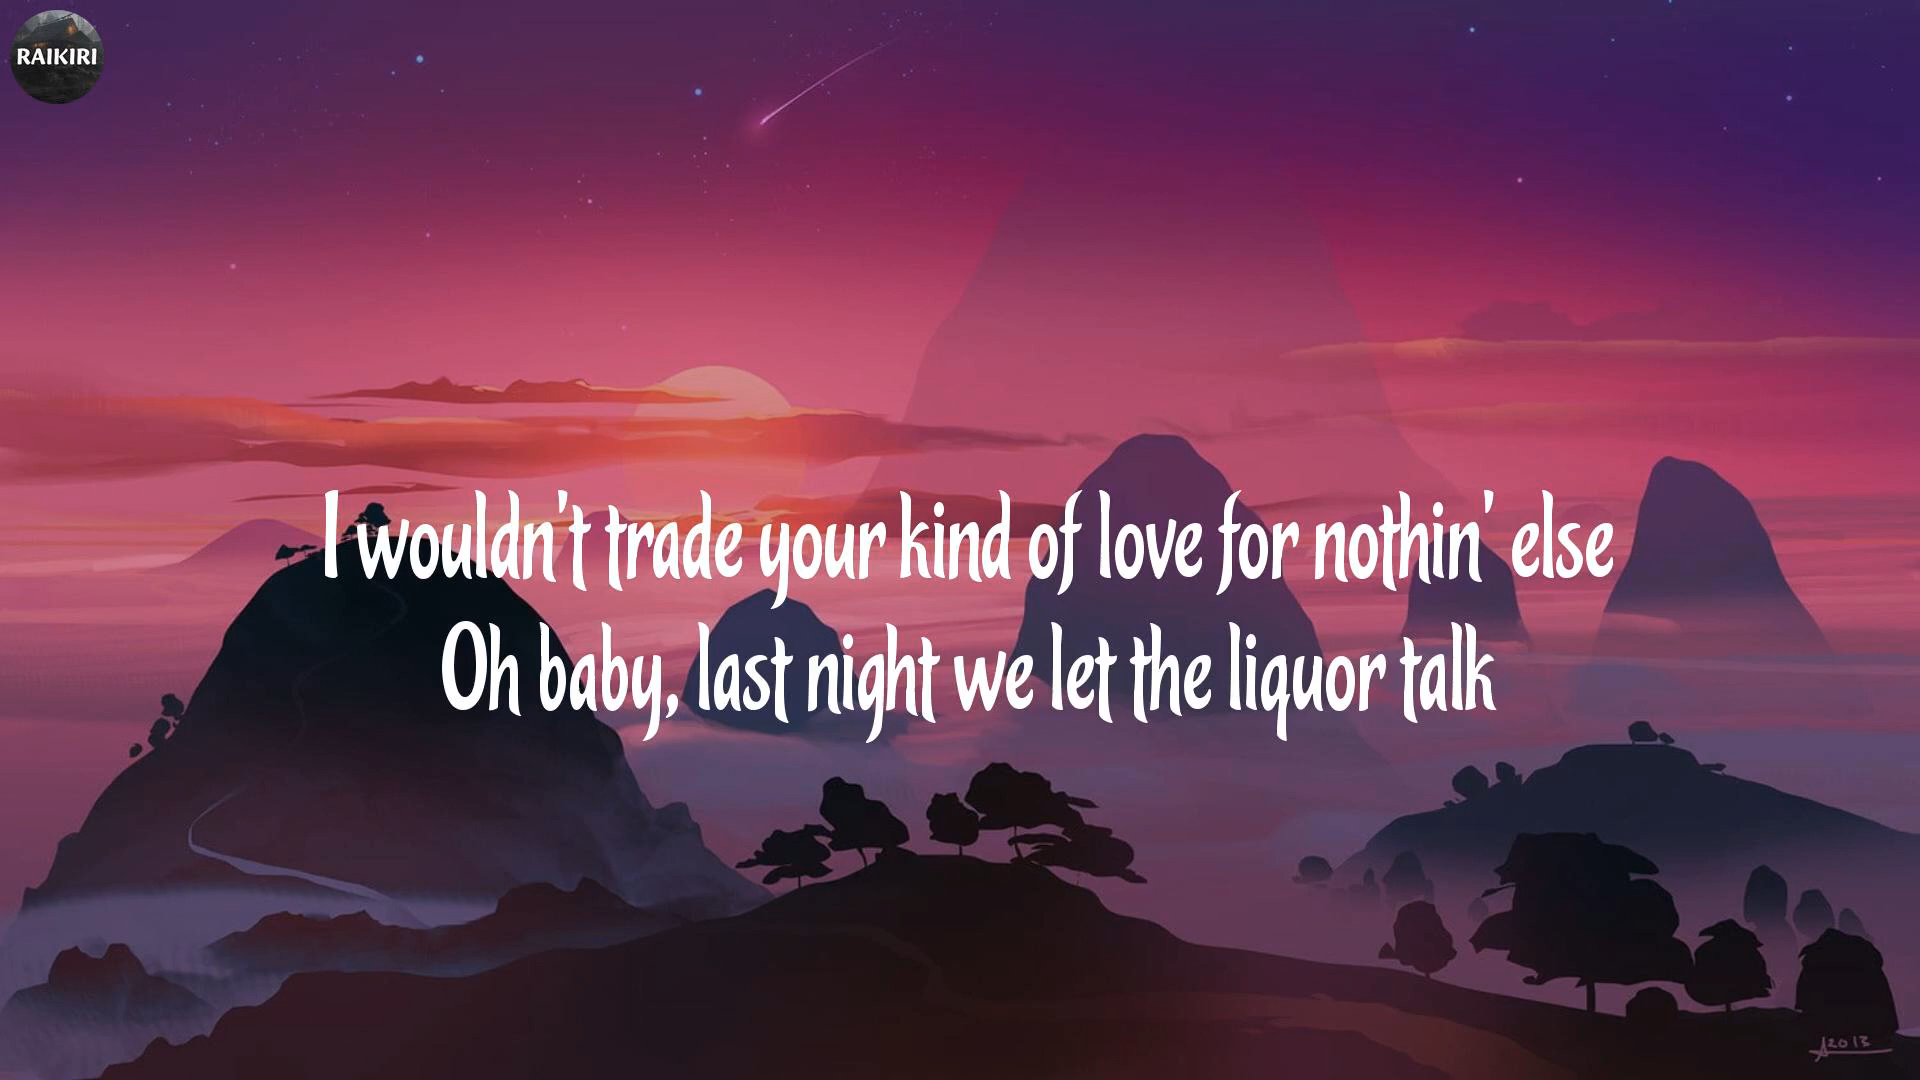 RAIKIRI
I wouldn't trade your kind of love for nothin' else
Oh baby, last night we let the liquor talk
2013